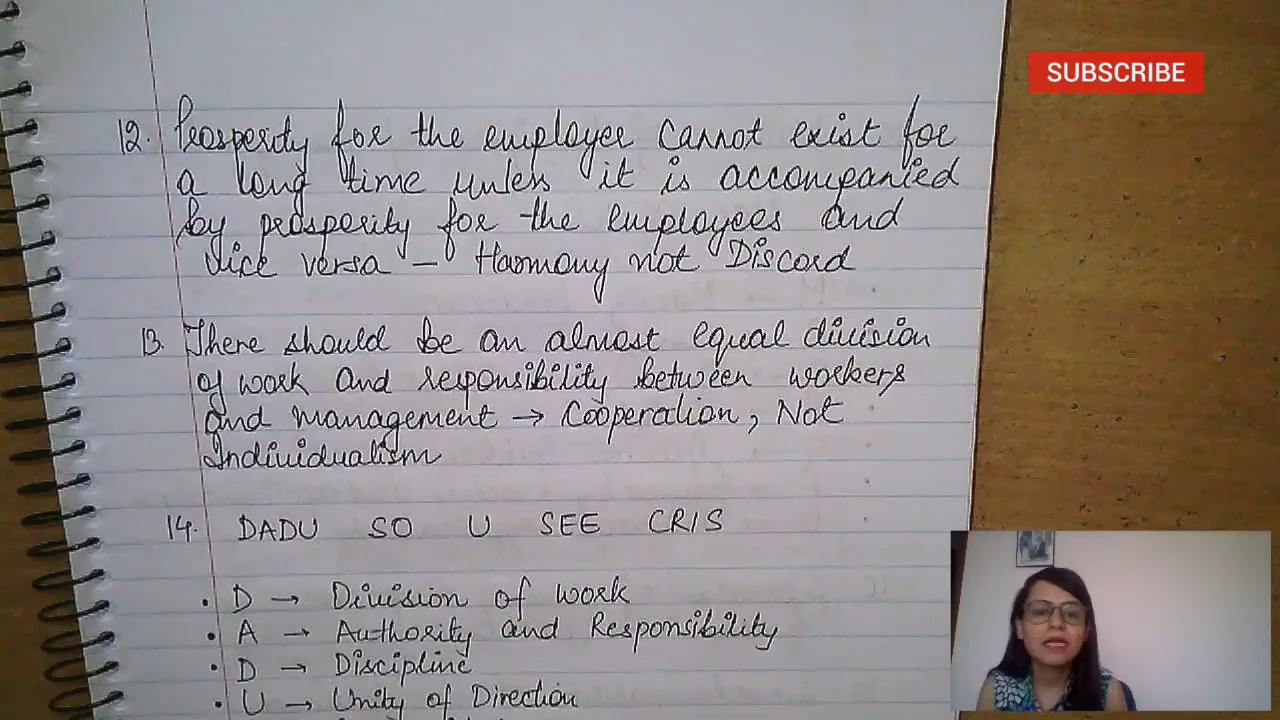 SUBSCRIBE
12. Prosperity for the employer cannot exist for
a long time unless it is accompanied
by prosperity for the employees and
vice versa – Harmony not Discord
13. There should be an almost equal division
of work and responsibility between workers
and management → Cooperation, Not
Individualism
14. DADU SO U SEE CRIS
• D → Division of work
• A → Authority and Responsibility
• D → Discipline
• U → Unity of Direction